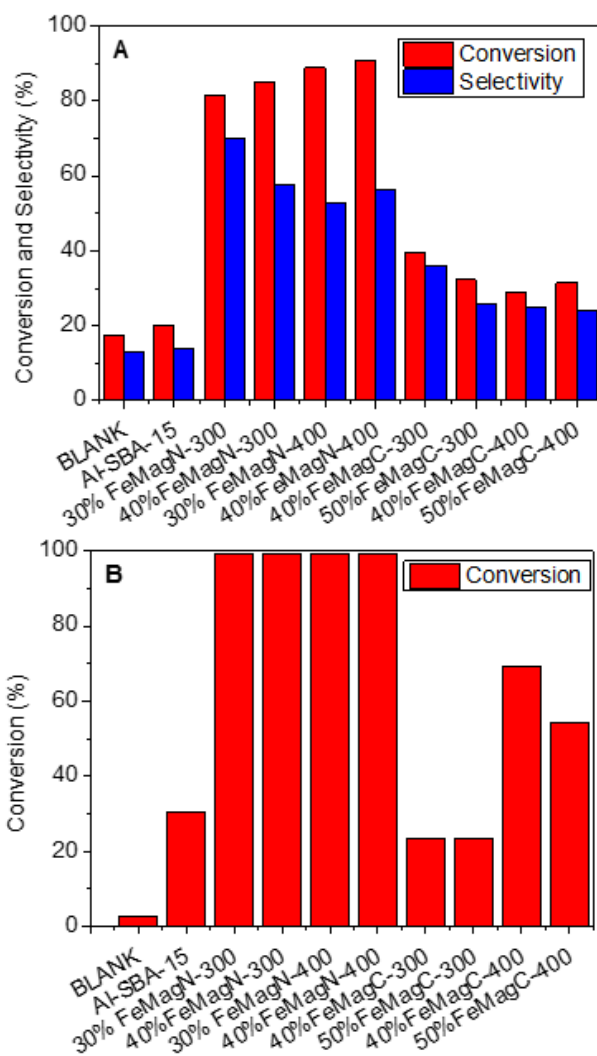 A
Conversion
Selectivity
Conversion and Selectivity (%)
100
80
60
40
20
0
BLANK
Al-SBA-15
30% FeMagN-300
40%FeMagN-300
30% FeMagN-400
40%FeMagN-400
40%FeMagC-300
50%FeMagC-300
40%FeMagC-400
50%FeMagC-400
B
Conversion
Conversion (%)
100
80
60
40
20
0
BLANK
Al-SBA-15
30% FeMagN-300
40%FeMagN-300
30% FeMagN-400
40%FeMagN-400
40%FeMagC-300
50%FeMagC-300
40%FeMagC-400
50%FeMagC-400